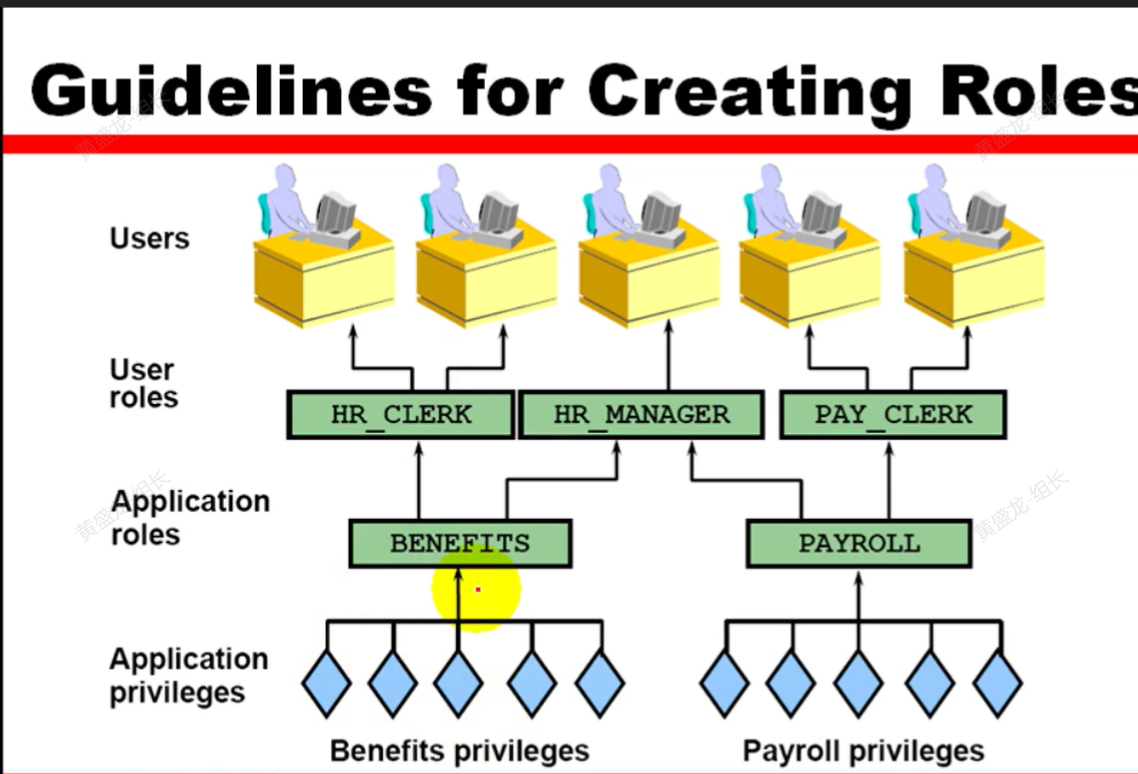 Guidelines for Creating Roles
黄盛龙-组长
黄盛龙-组长
Users
User
roles
HR_CLERK
HR_MANAGER
PAY_CLERK
黄盛龙-组长
黄盛龙-组长
Application
roles
BENEFITS
PAYROLL
Application
privileges
Benefits privileges
Payroll privileges